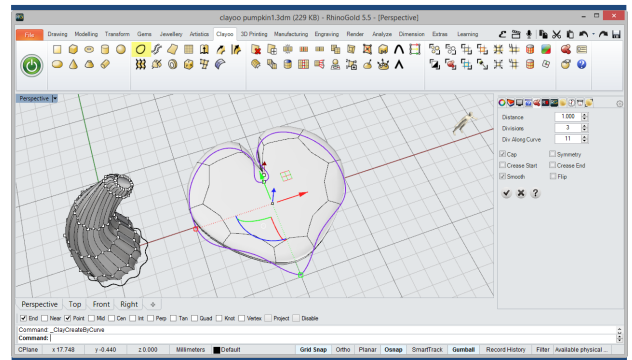 clayoo pumpkin1.3dm (229 KB) - RhinoGold 5.5 - [Perspective]
File Drawing Modelling Transform Gems Jewellery Artistics Clayoo 3D Printing Manufacturing Engraving Render Analyze Dimension Extras Learning
Perspective
Distance 1.000
Divisions 3
Div Along Curve 11
Cap Symmetry
Crease Start Crease End
Smooth Flip
Perspective Top Front Right
End Near Point Mid Cen Int Perp Tan Quad Knot Vertex Project Disable
Command: _ClayCreateByCurve
Command:
CPlane x 17.748 y -0.440 z 0.000 Millimeters Default Grid Snap Ortho Planar Osnap SmartTrack Gumball Record History Filter Available physical ...